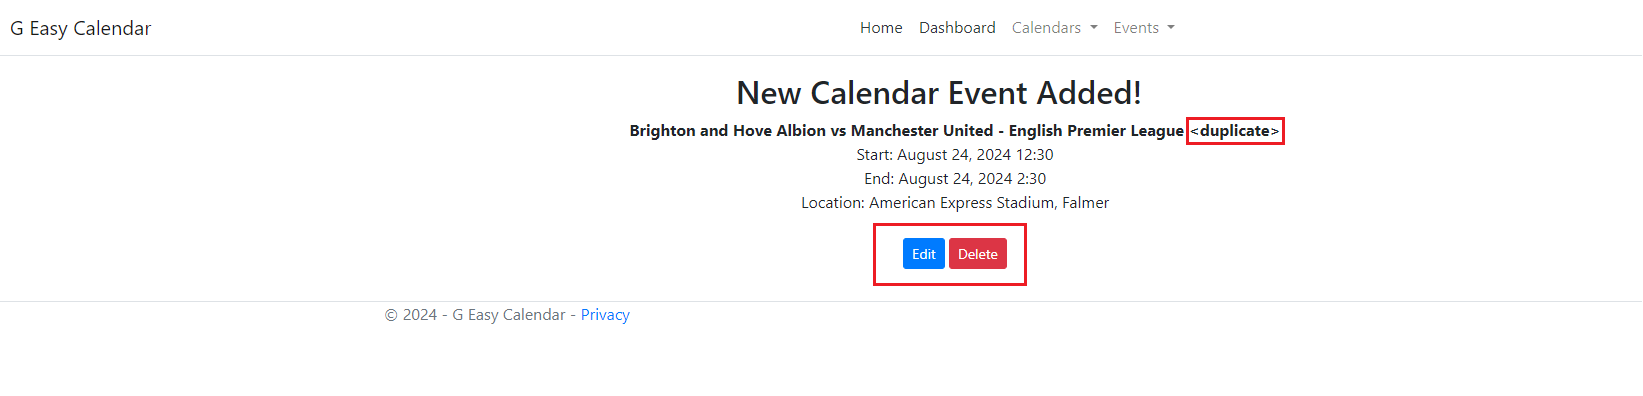 G Easy Calendar Home Dashboard Calendars Events
New Calendar Event Added!
Brighton and Hove Albion vs Manchester United - English Premier League <duplicate>
Start: August 24, 2024 12:30
End: August 24, 2024 2:30
Location: American Express Stadium, Falmer
Edit Delete
© 2024 - G Easy Calendar - Privacy